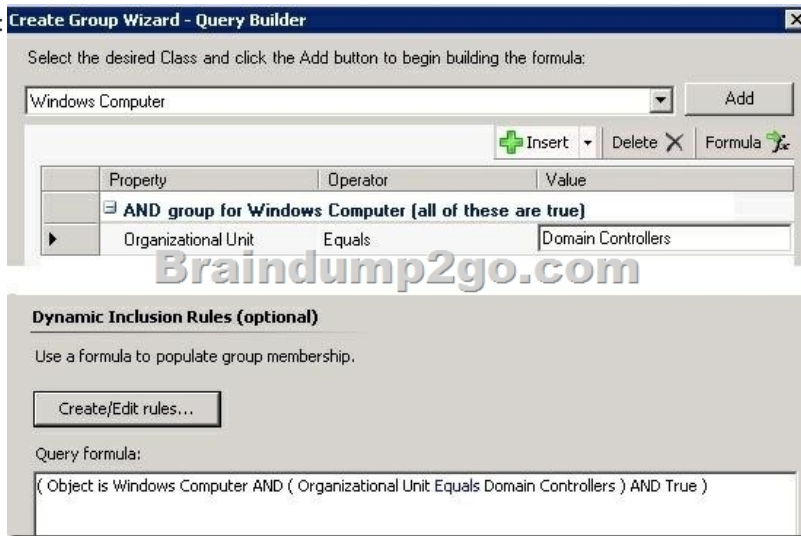 : Create Group Wizard - Query Builder
Select the desired Class and click the Add button to begin building the formula:
Windows Computer
Add
Insert
Delete
Formula
Property Operator Value
AND group for Windows Computer (all of these are true)
Organizational Unit Equals Domain Controllers
Braindump2go.com
Dynamic Inclusion Rules (optional)
Use a formula to populate group membership.
Create/Edit rules...
Query formula:
( Object is Windows Computer AND ( Organizational Unit Equals Domain Controllers ) AND True )